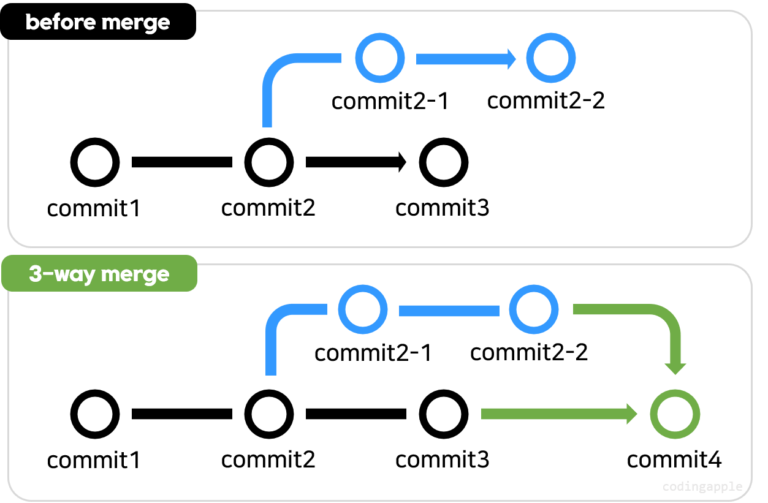 before merge
commit2-1 commit2-2
commit1 commit2 commit3
3-way merge
commit2-1 commit2-2
commit1 commit2 commit3 commit4
codingapple